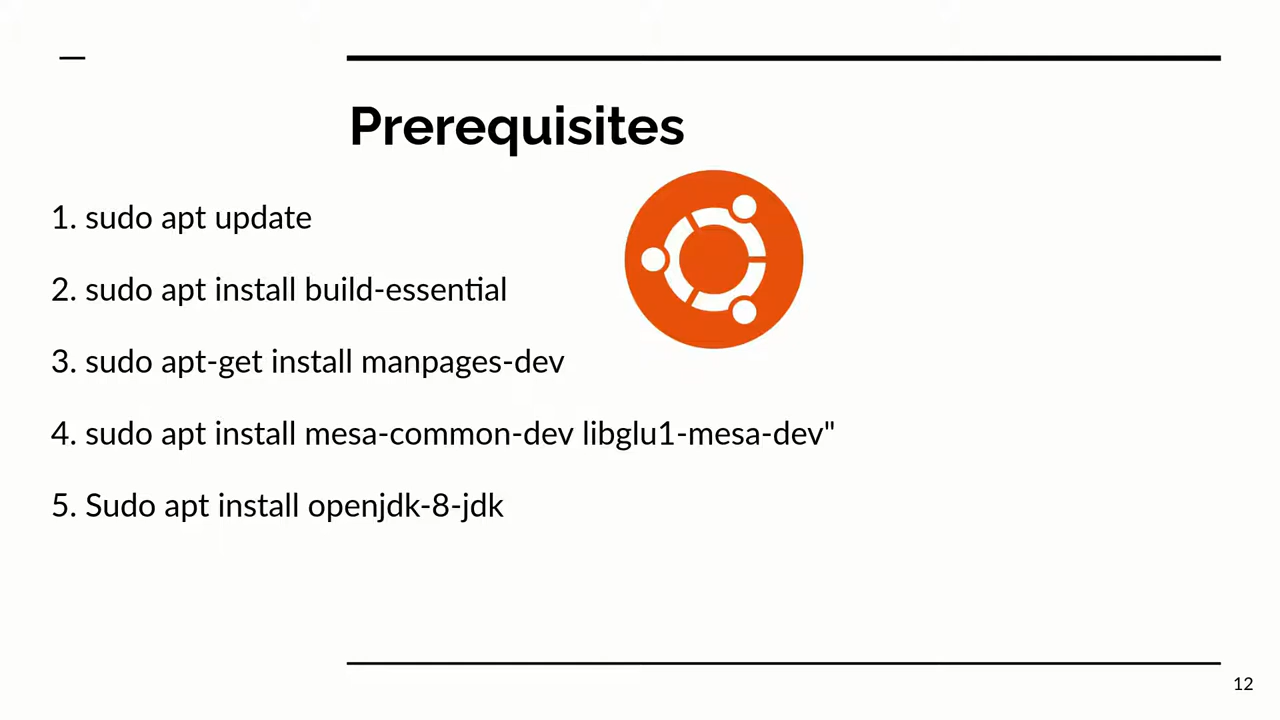 Prerequisites
1. sudo apt update
2. sudo apt install build-essential
3. sudo apt-get install manpages-dev
4. sudo apt install mesa-common-dev libglu1-mesa-dev"
5. Sudo apt install openjdk-8-jdk
12